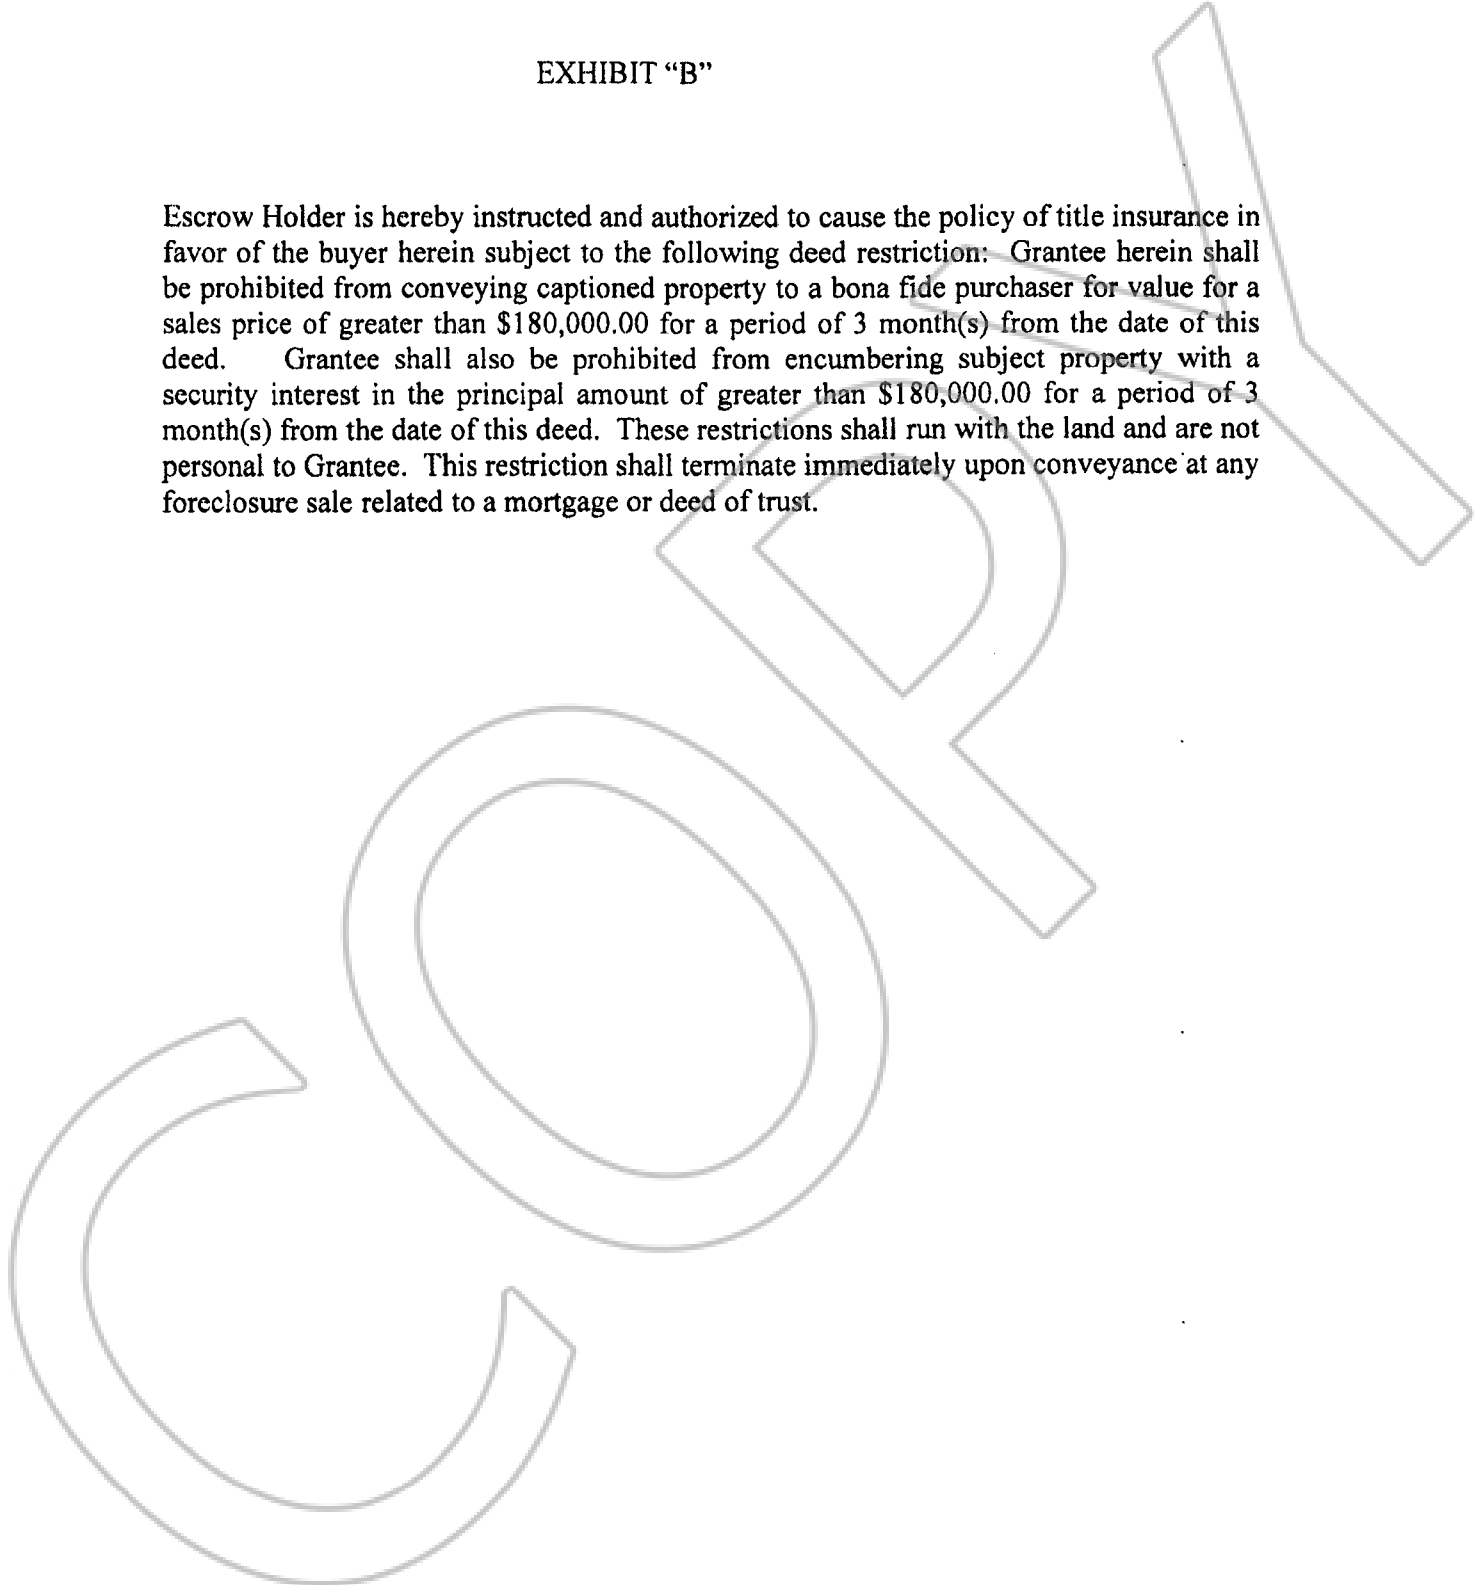 EXHIBIT “B”
Escrow Holder is hereby instructed and authorized to cause the policy of title insurance in
favor of the buyer herein subject to the following deed restriction: Grantee herein shall
be prohibited from conveying captioned property to a bona fide purchaser for value for a
sales price of greater than $180,000.00 for a period of 3 month(s) from the date of this
deed. Grantee shall also be prohibited from encumbering subject property with a
security interest in the principal amount of greater than $180,000.00 for a period of 3
month(s) from the date of this deed. These restrictions shall run with the land and are not
personal to Grantee. This restriction shall terminate immediately upon conveyance at any
foreclosure sale related to a mortgage or deed of trust.
COPY